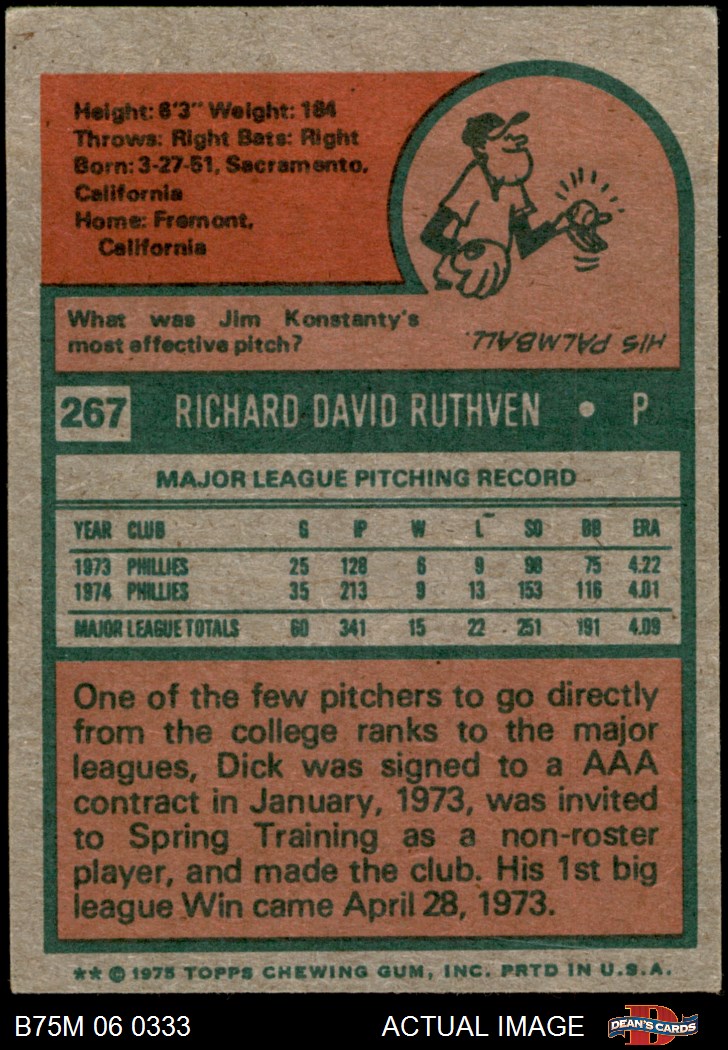 Height: 6'3" Weight: 184
Throws: Right Bats: Right
Born: 3-27-51, Sacramento,
California
Home: Fremont,
California
What was Jim Konstanty's
most effective pitch?
HIS PALMBALL.
267 RICHARD DAVID RUTHVEN • P
MAJOR LEAGUE PITCHING RECORD
YEAR CLUB G IP W L SO BB ERA
1973 PHILLIES 25 128 6 9 98 75 4.22
1974 PHILLIES 35 213 9 13 153 116 4.01
MAJOR LEAGUE TOTALS 60 341 15 22 251 191 4.09
One of the few pitchers to go directly
from the college ranks to the major
leagues, Dick was signed to a AAA
contract in January, 1973, was invited
to Spring Training as a non-roster
player, and made the club. His 1st big
league Win came April 28, 1973.
** © 1975 TOPPS CHEWING GUM, INC. PRTD IN U.S.A.
B75M 06 0333 ACTUAL IMAGE D DEAN'S CARDS